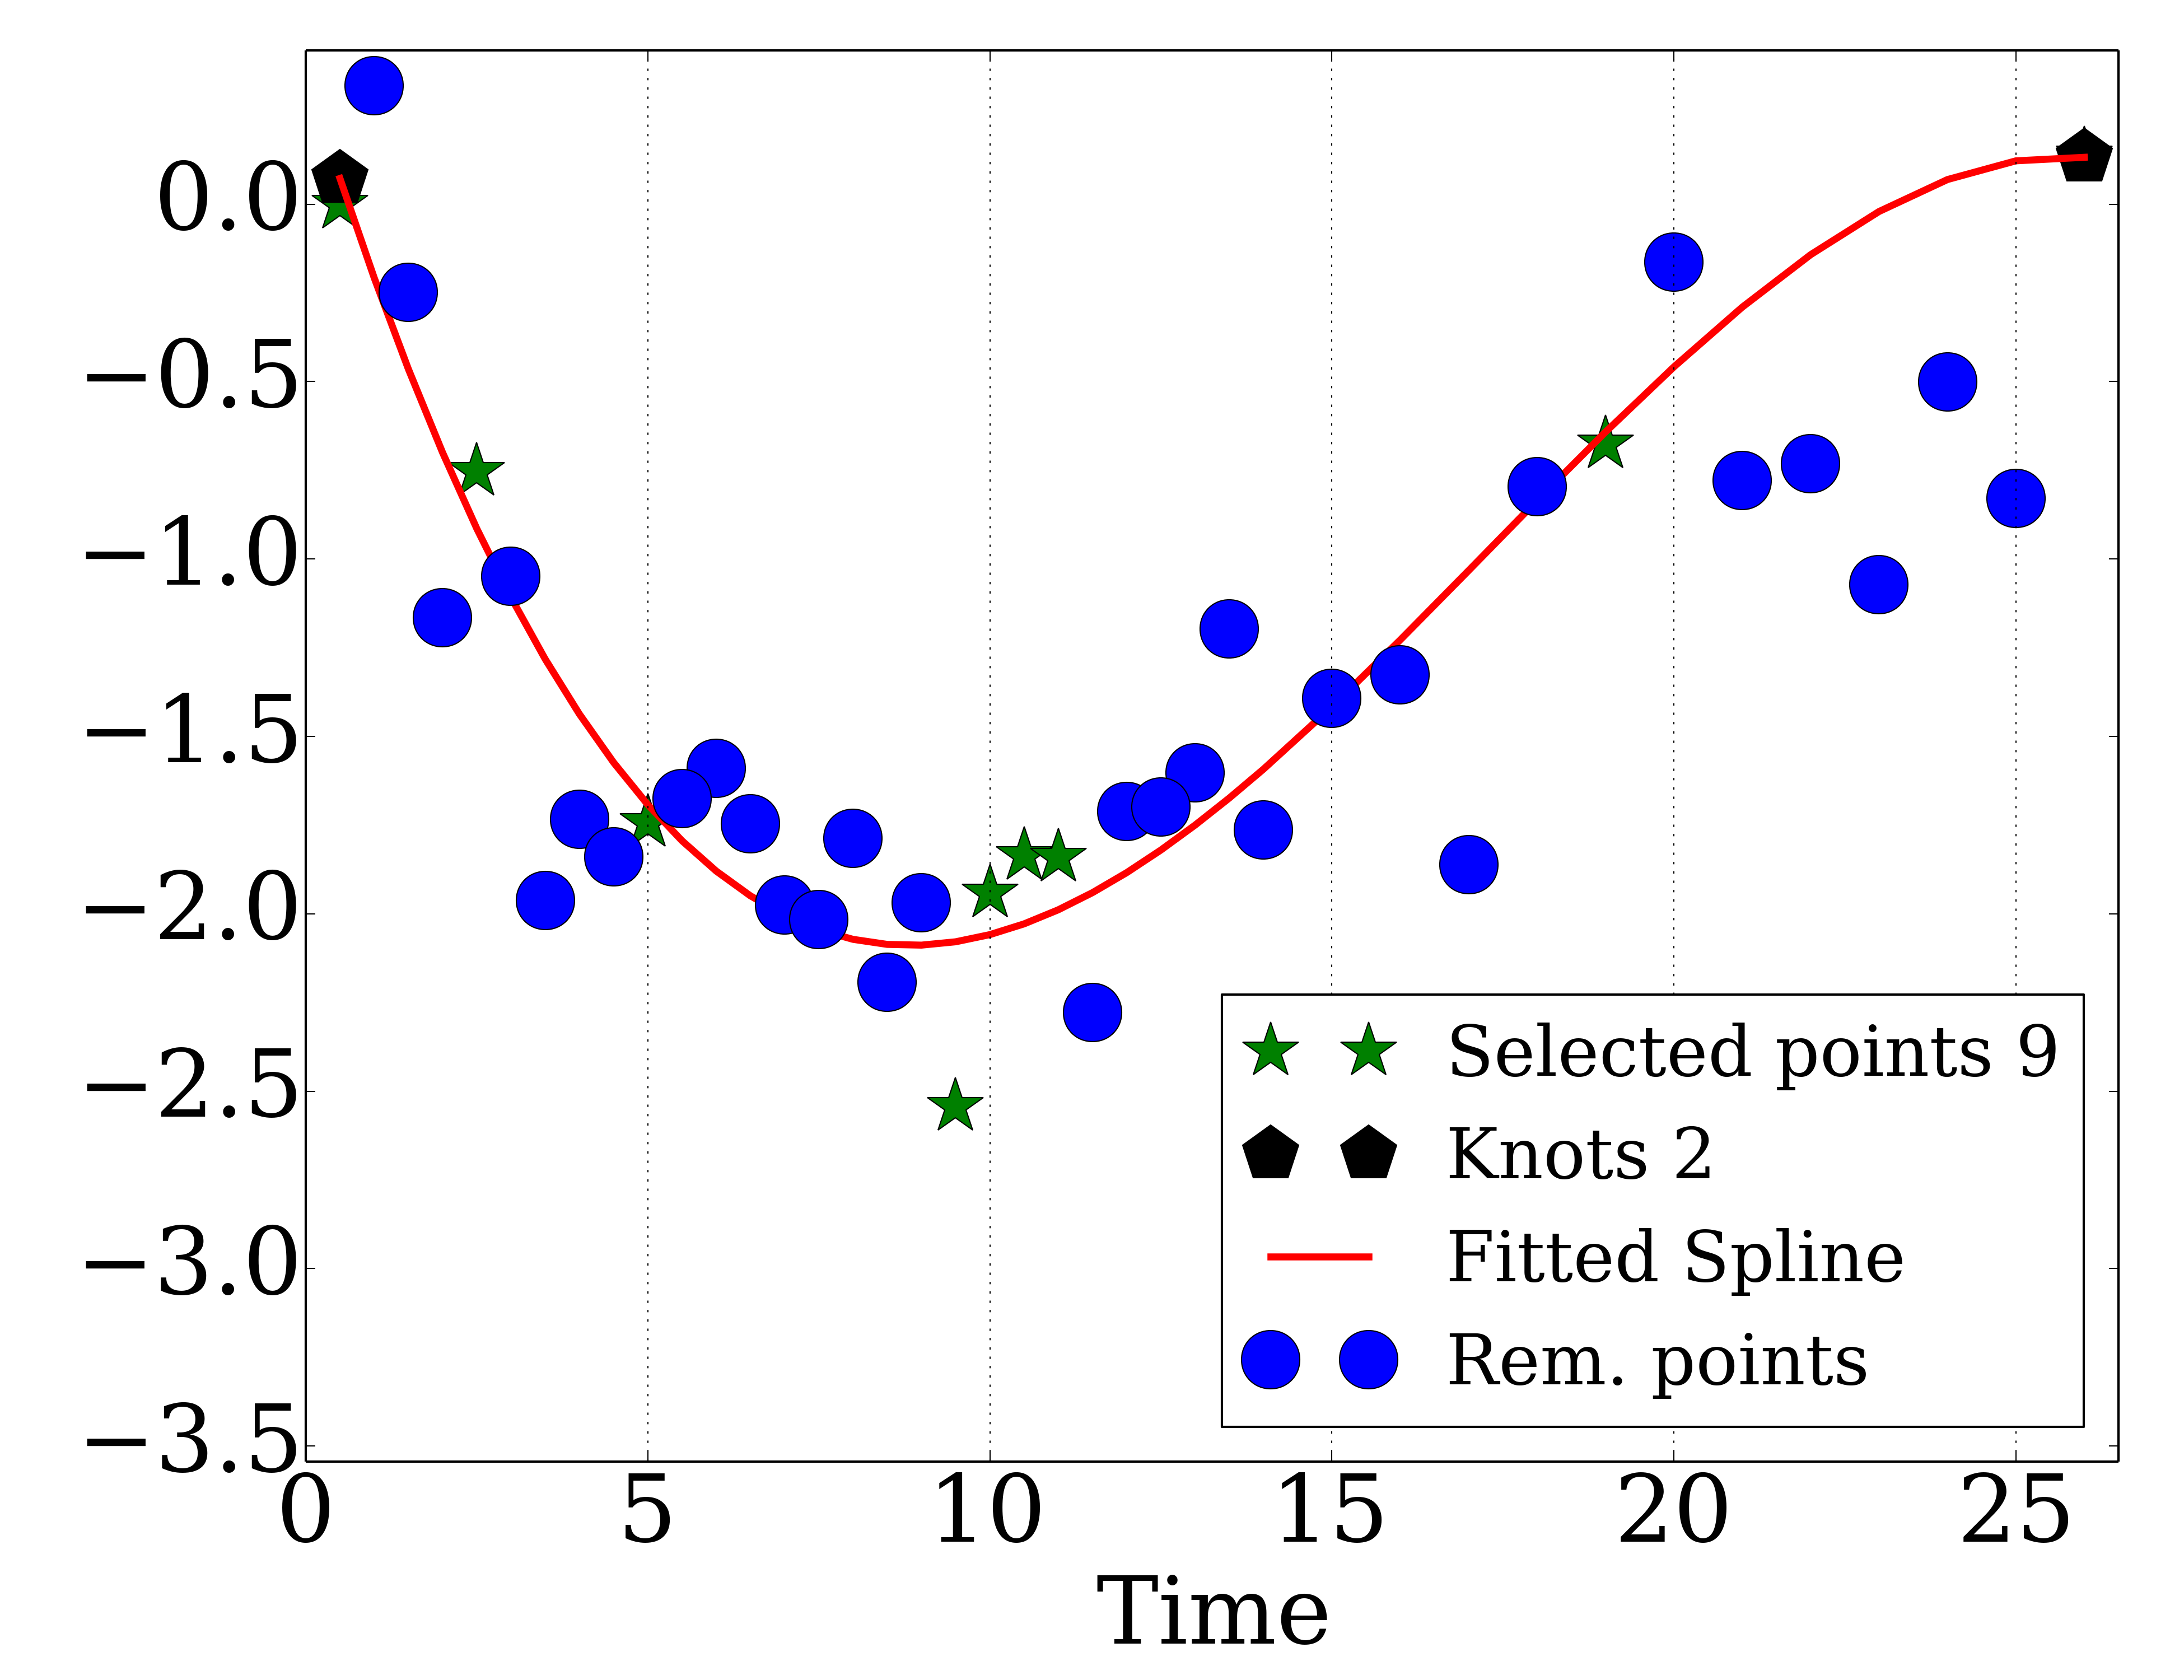 0.0
−0.5
−1.0
−1.5
−2.0
−2.5
−3.0
−3.5
0 5 10 15 20 25
Time
Selected points 9
Knots 2
Fitted Spline
Rem. points